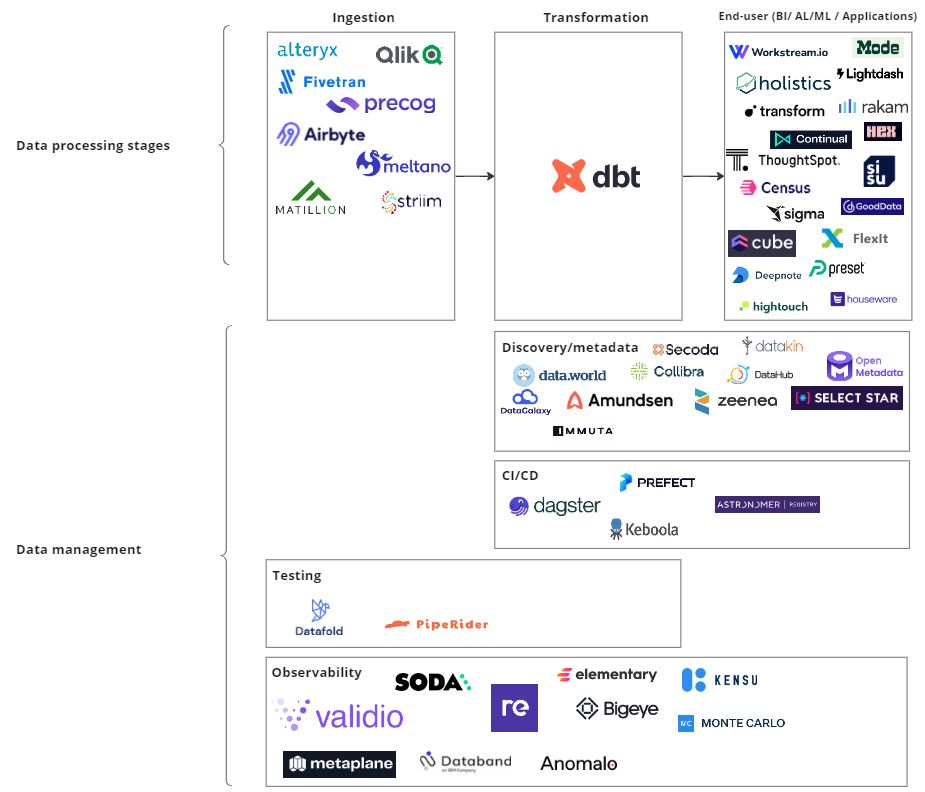 Ingestion
Transformation
End-user (BI/ AL/ML / Applications)
Data processing stages
alteryx
Qlik
Fivetran
precog
Airbyte
meltano
MATILLION
striim
dbt
Workstream.io
Mode
holistics
Lightdash
transform
rakam
Continual
HEX
T.
ThoughtSpot.
sisu
Census
sigma
GoodData
cube
FlexIt
Deepnote
preset
hightouch
houseware
Data management
Discovery/metadata
Secoda
datakin
data.world
Collibra
DataHub
Open
Metadata
DataGalaxy
Amundsen
zeenea
[*] SELECT STAR
IMMUTA
CI/CD
PREFECT
dagster
ASTRONOMER | REGISTRY
Keboola
Testing
Datafold
PipeRider
Observability
SODA
elementary
KENSU
validio
re
Bigeye
MC MONTE CARLO
metaplane
Databand
an IBM Company
Anomalo